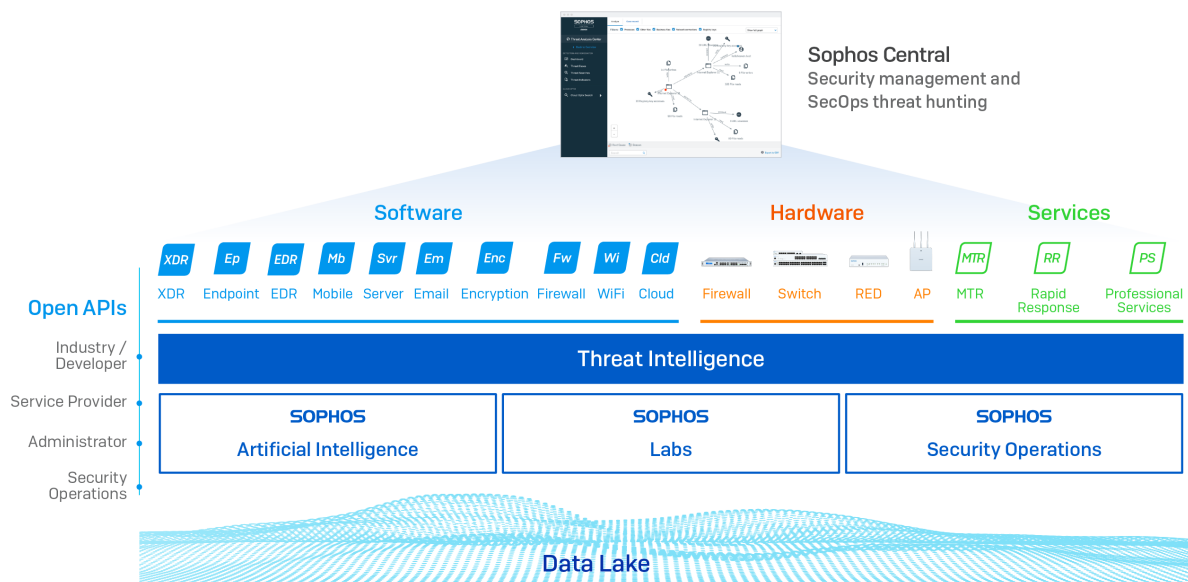 SOPHOS
Sophos Central
Security management and
SecOps threat hunting
Software
Hardware
Services
XDR
Ep
EDR
Mb
Svr
Em
Enc
Fw
Wi
Cld
MTR
RR
PS
XDR
Endpoint
EDR
Mobile
Server
Email
Encryption
Firewall
WiFi
Cloud
Firewall
Switch
RED
AP
MTR
Rapid
Response
Professional
Services
Open APIs
Industry /
Developer
Service Provider
Administrator
Security
Operations
Threat Intelligence
SOPHOS
Artificial Intelligence
SOPHOS
Labs
SOPHOS
Security Operations
Data Lake